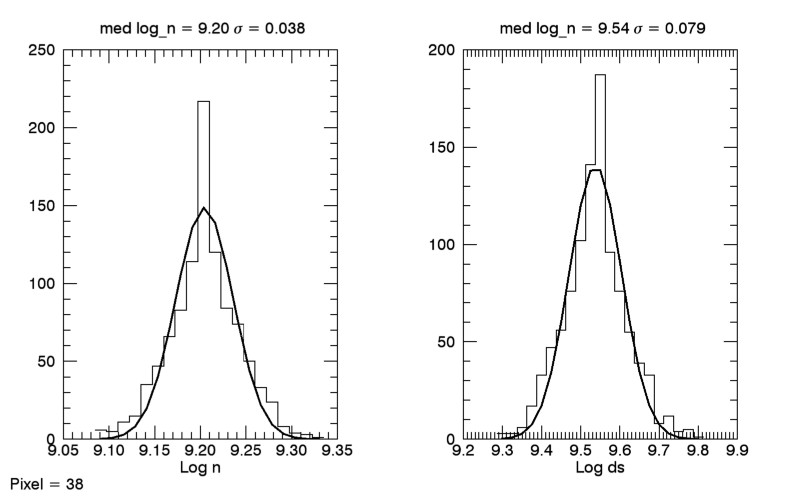 med log_n = 9.20 σ = 0.038
250
200
150
100
50
0
9.05 9.10 9.15 9.20 9.25 9.30 9.35
Log n
med log_n = 9.54 σ = 0.079
200
150
100
50
0
9.2 9.3 9.4 9.5 9.6 9.7 9.8 9.9
Log ds
Pixel = 38